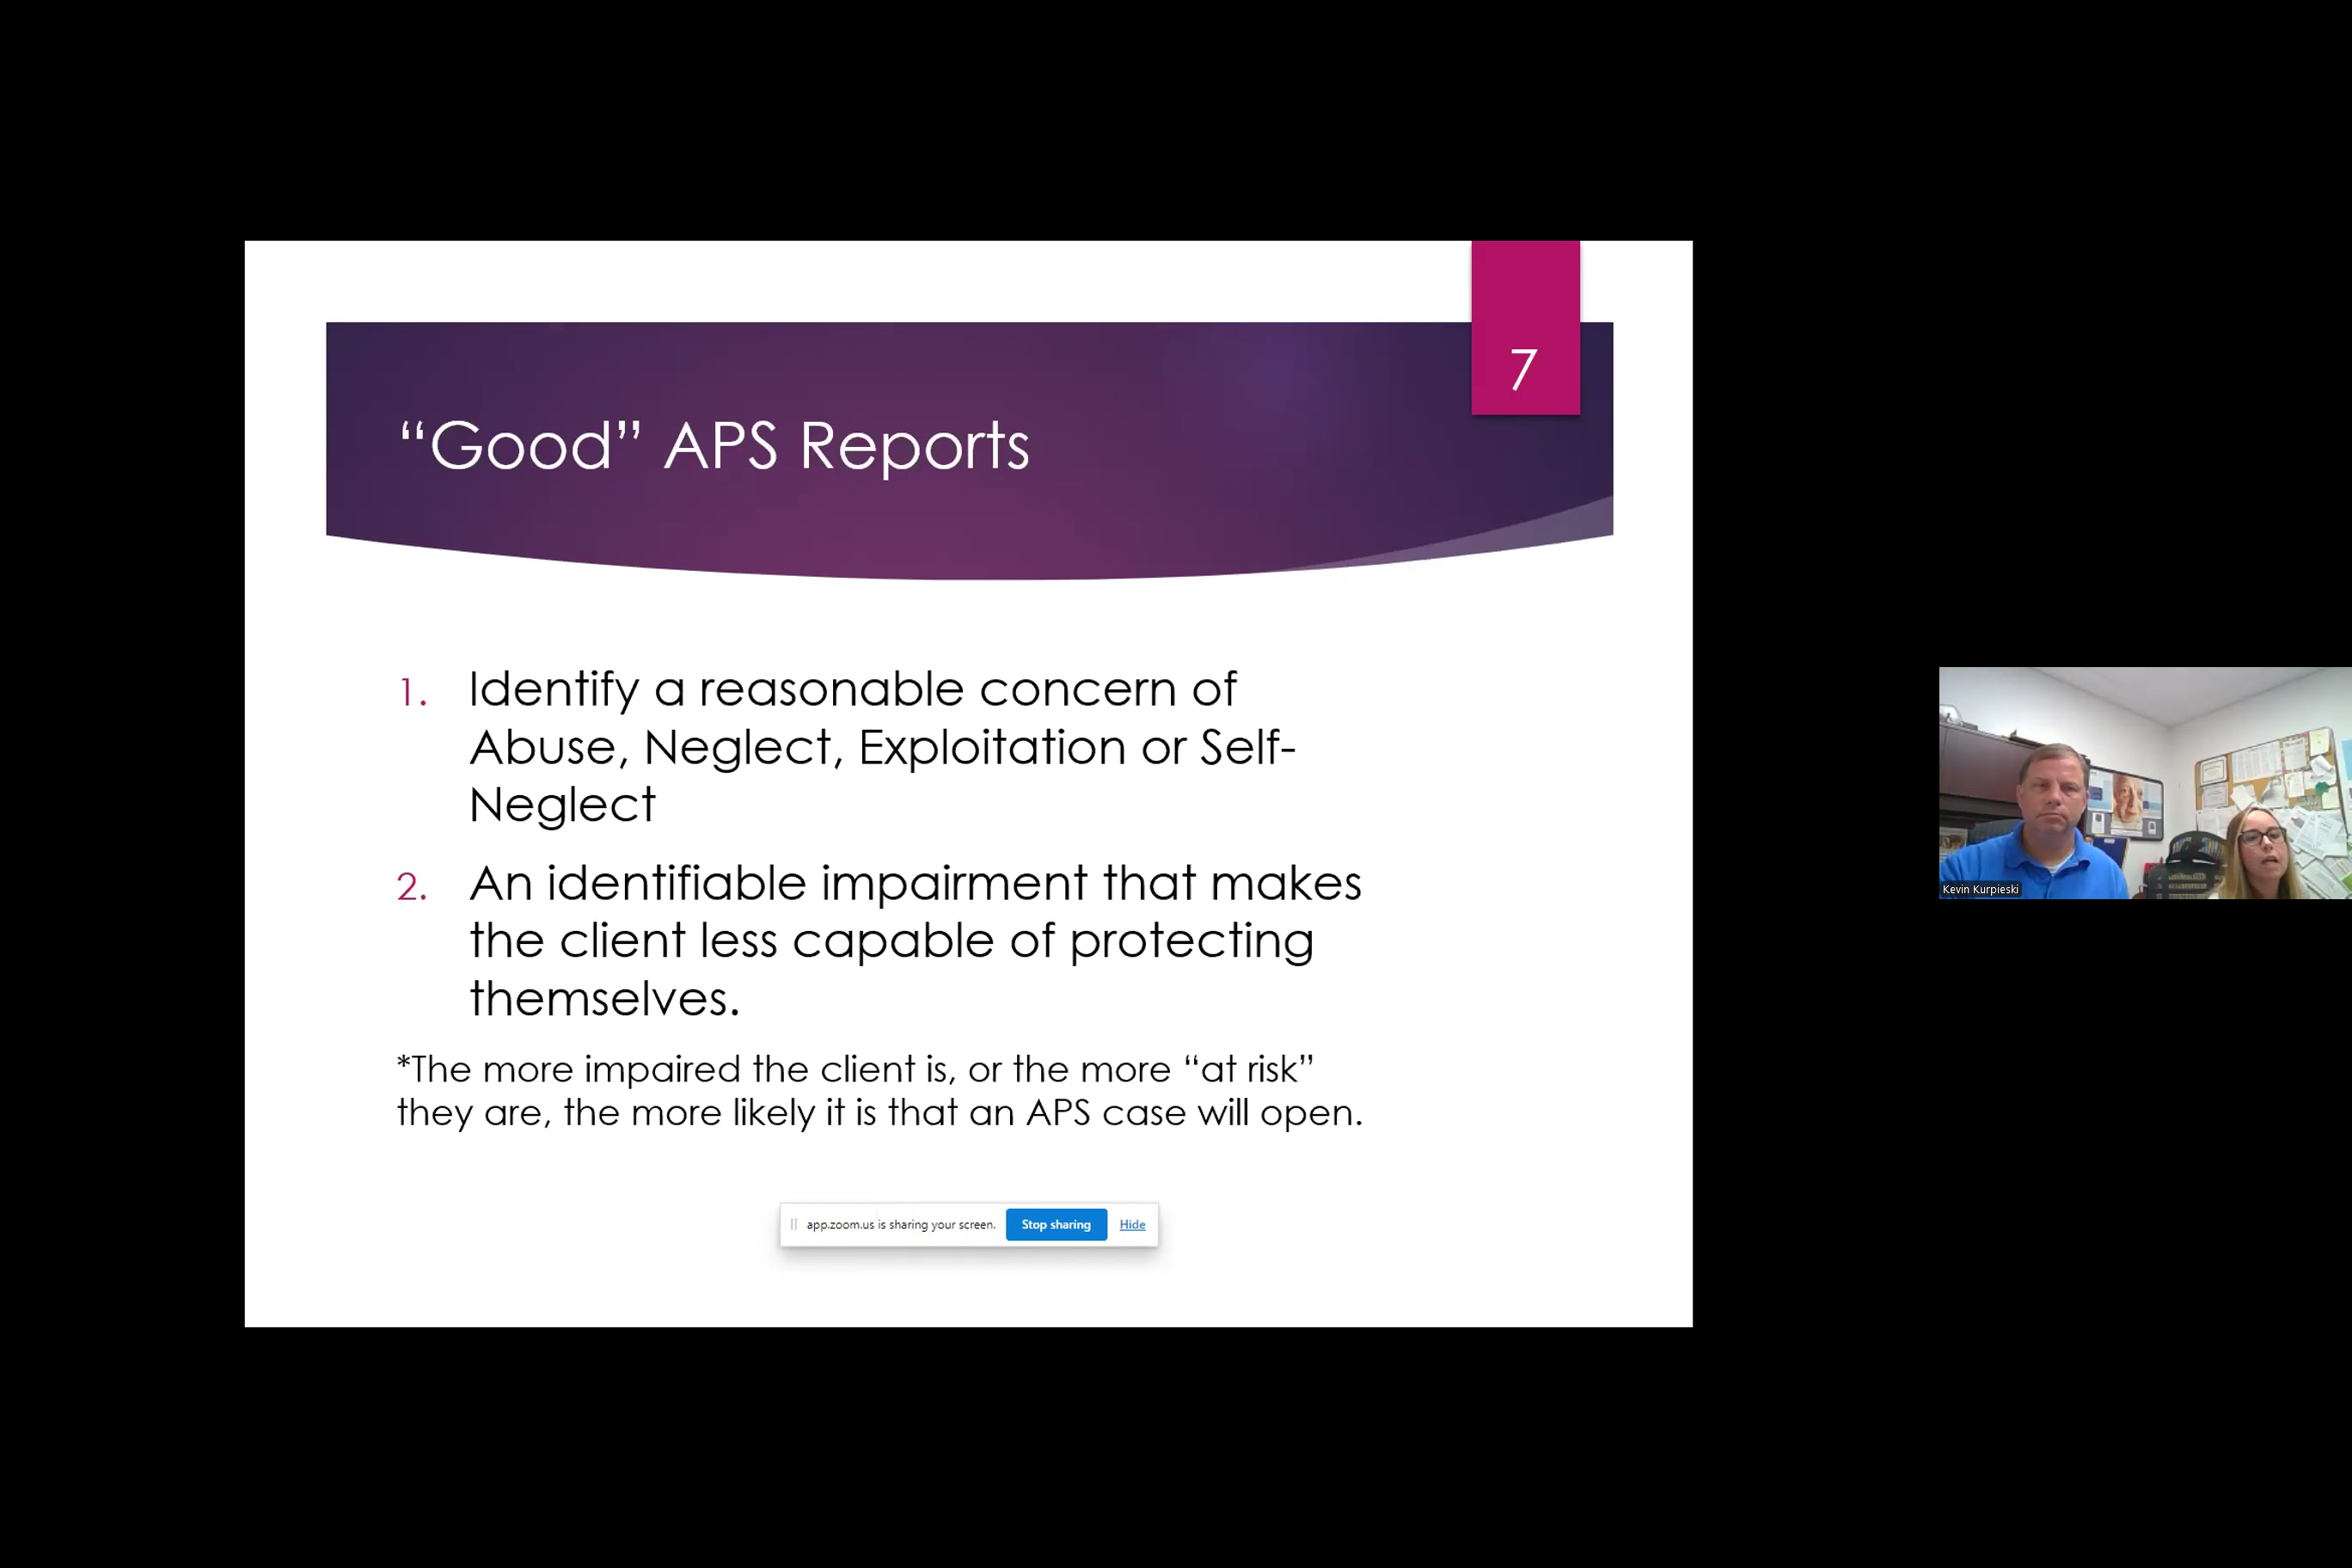 7
“Good” APS Reports
1. Identify a reasonable concern of
Abuse, Neglect, Exploitation or Self-
Neglect
2. An identifiable impairment that makes
the client less capable of protecting
themselves.
*The more impaired the client is, or the more “at risk”
they are, the more likely it is that an APS case will open.
app.zoom.us is sharing your screen. Stop sharing Hide
Kevin Kurpieski